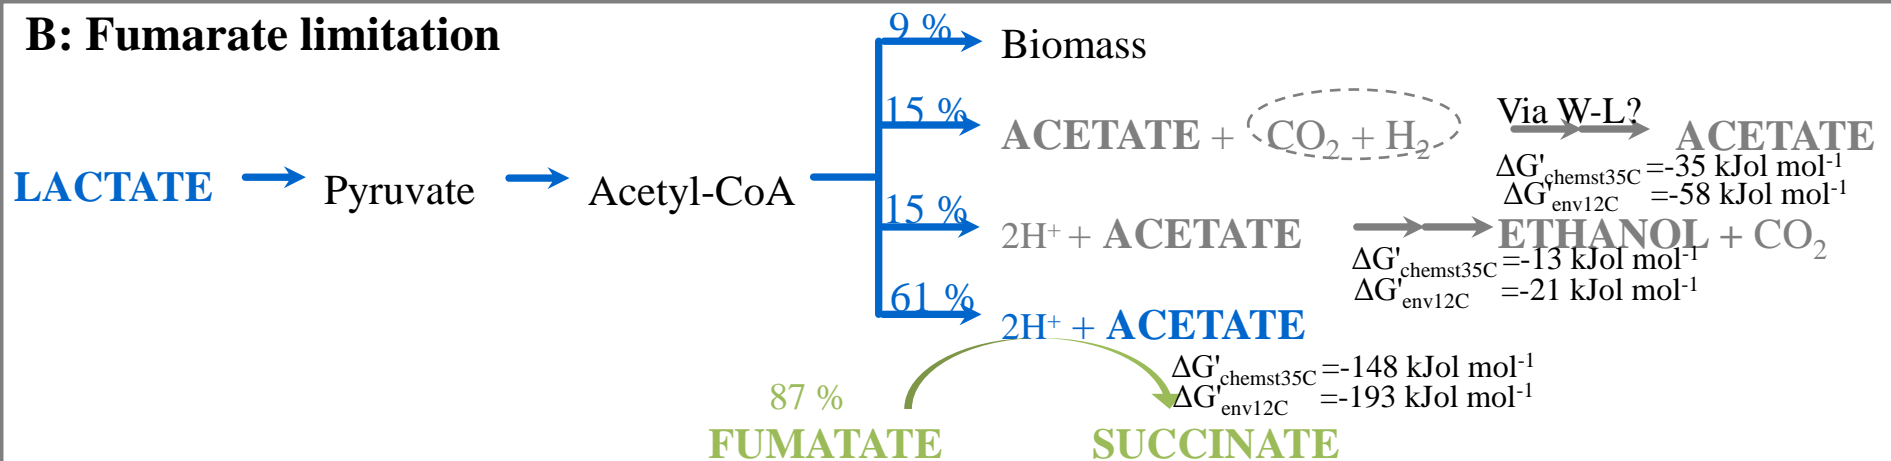 B: Fumarate limitation
9 %
Biomass
15 %
ACETATE + CO2 + H2
Via W-L?
ACETATE
ΔG'chemst35C =-35 kJol mol-1
ΔG'env12C =-58 kJol mol-1
LACTATE
Pyruvate
Acetyl-CoA
15 %
2H+ + ACETATE
ETHANOL + CO2
ΔG'chemst35C =-13 kJol mol-1
ΔG'env12C =-21 kJol mol-1
61 %
2H+ + ACETATE
ΔG'chemst35C =-148 kJol mol-1
ΔG'env12C =-193 kJol mol-1
87 %
FUMATATE
SUCCINATE